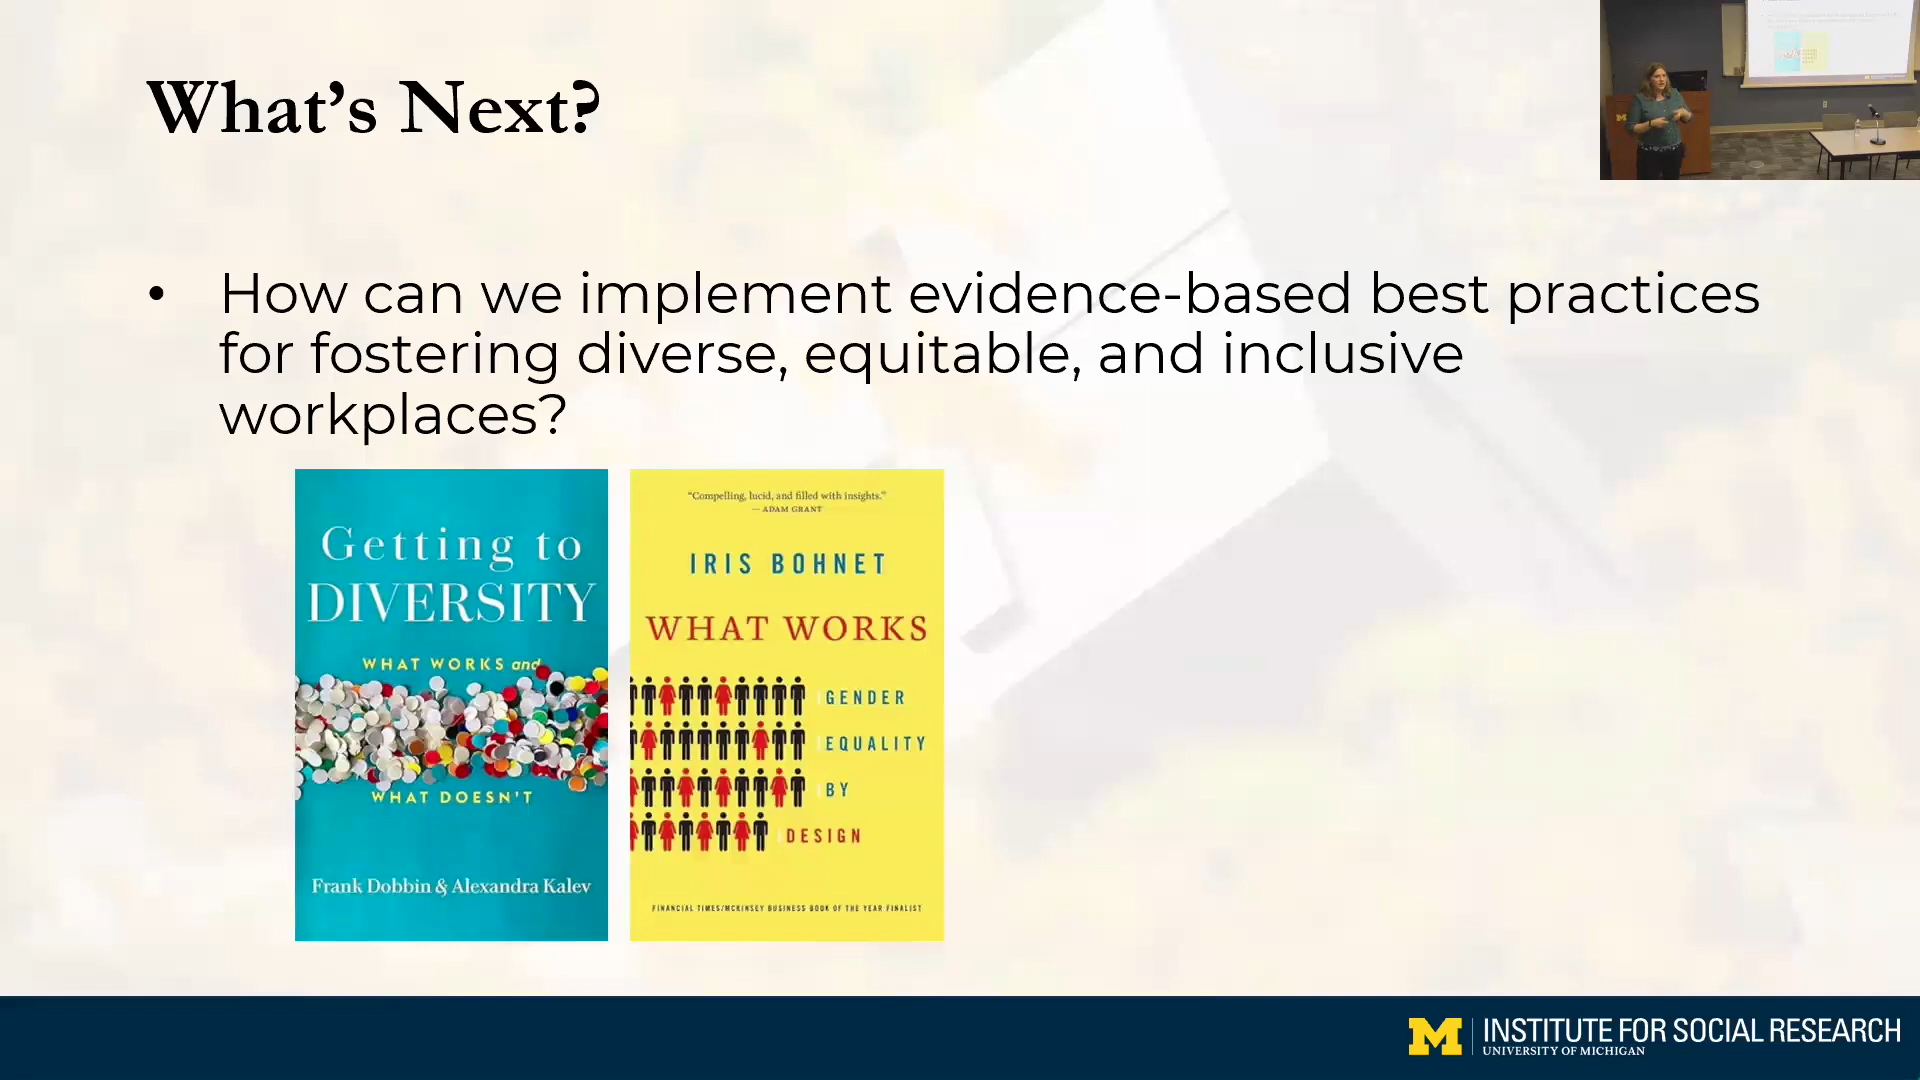 What's Next?
• How can we implement evidence-based best practices
for fostering diverse, equitable, and inclusive
workplaces?
Getting to
DIVERSITY
WHAT WORKS and
WHAT DOESN'T
Frank Dobbin & Alexandra Kalev
"Compelling, lucid, and filled with insights."
— ADAM GRANT
IRIS BOHNET
WHAT WORKS
GENDER
EQUALITY
BY
DESIGN
FINANCIAL TIMES/MCKINSEY BUSINESS BOOK OF THE YEAR FINALIST
M INSTITUTE FOR SOCIAL RESEARCH
UNIVERSITY OF MICHIGAN